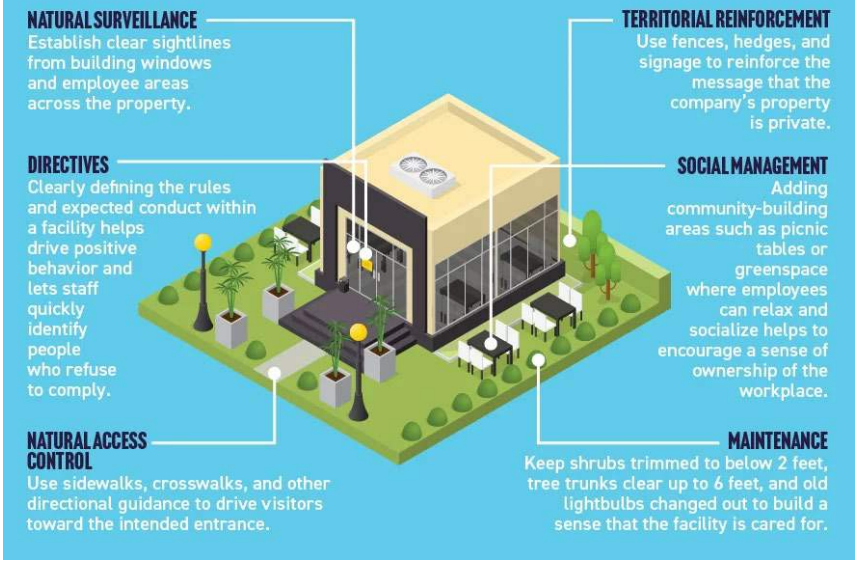 NATURAL SURVEILLANCE
Establish clear sightlines
from building windows
and employee areas
across the property.
TERRITORIAL REINFORCEMENT
Use fences, hedges, and
signage to reinforce the
message that the
company's property
is private.
DIRECTIVES
Clearly defining the rules
and expected conduct within
a facility helps
drive positive
behavior and
lets staff
quickly
identify
people
who refuse
to comply.
SOCIAL MANAGEMENT
Adding
community-building
areas such as picnic
tables or
greenspace
where employees
can relax and
socialize helps to
encourage a sense of
ownership of the
workplace.
NATURAL ACCESS
CONTROL
Use sidewalks, crosswalks, and other
directional guidance to drive visitors
toward the intended entrance.
MAINTENANCE
Keep shrubs trimmed to below 2 feet,
tree trunks clear up to 6 feet, and old
lightbulbs changed out to build a
sense that the facility is cared for.